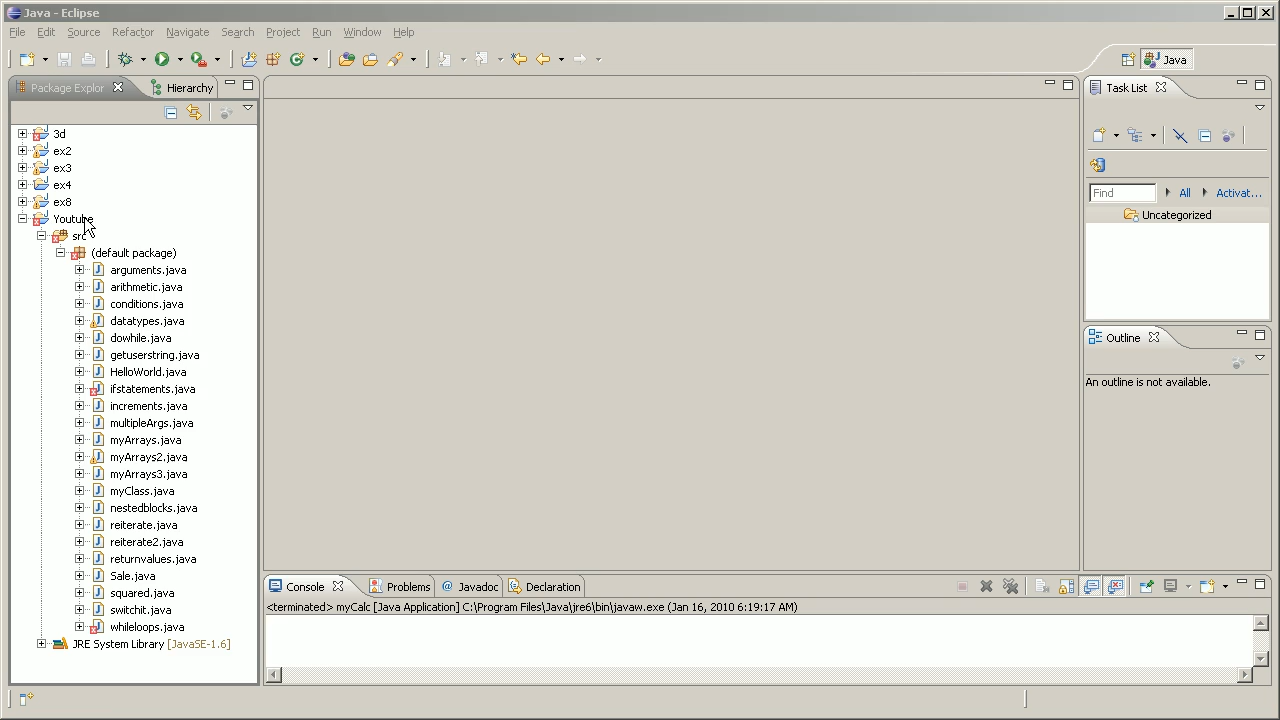 Java - Eclipse
File Edit Source Refactor Navigate Search Project Run Window Help
Java
Package Explor
Hierarchy
Task List
3d
ex2
ex3
ex4
ex8
Youtube
src
(default package)
arguments.java
arithmetic.java
conditions.java
datatypes.java
dowhile.java
getuserstring.java
HelloWorld.java
ifstatements.java
increments.java
multipleArgs.java
myArrays.java
myArrays2.java
myArrays3.java
myClass.java
nestedblocks.java
reiterate.java
reiterate2.java
returnvalues.java
Sale.java
squared.java
switchit.java
whileloops.java
JRE System Library [JavaSE-1.6]
Find All Activat...
Uncategorized
Outline
An outline is not available.
Console Problems @ Javadoc Declaration
<terminated> myCalc [Java Application] C:\Program Files\Java\jre6\bin\javaw.exe (Jan 16, 2010 6:19:17 AM)